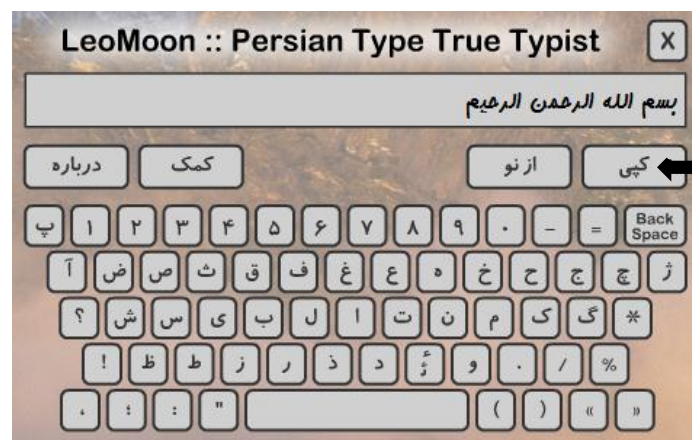 LeoMoon :: Persian Type True Typist X
بسم الله الرحمن الرحیم
کپی از نو کمک درباره
پ ۱ ۲ ۳ ۴ ۵ ۶ ۷ ۸ ۹ ۰ - = Back Space
آ ض ص ث ق ف غ ع ه خ ح ج چ ژ
؟ ش س ی ب ل ا ت ن م ک گ *
! ظ ط ز ر ذ د ئ ء و . / %
، ؛ : " ( ) « »